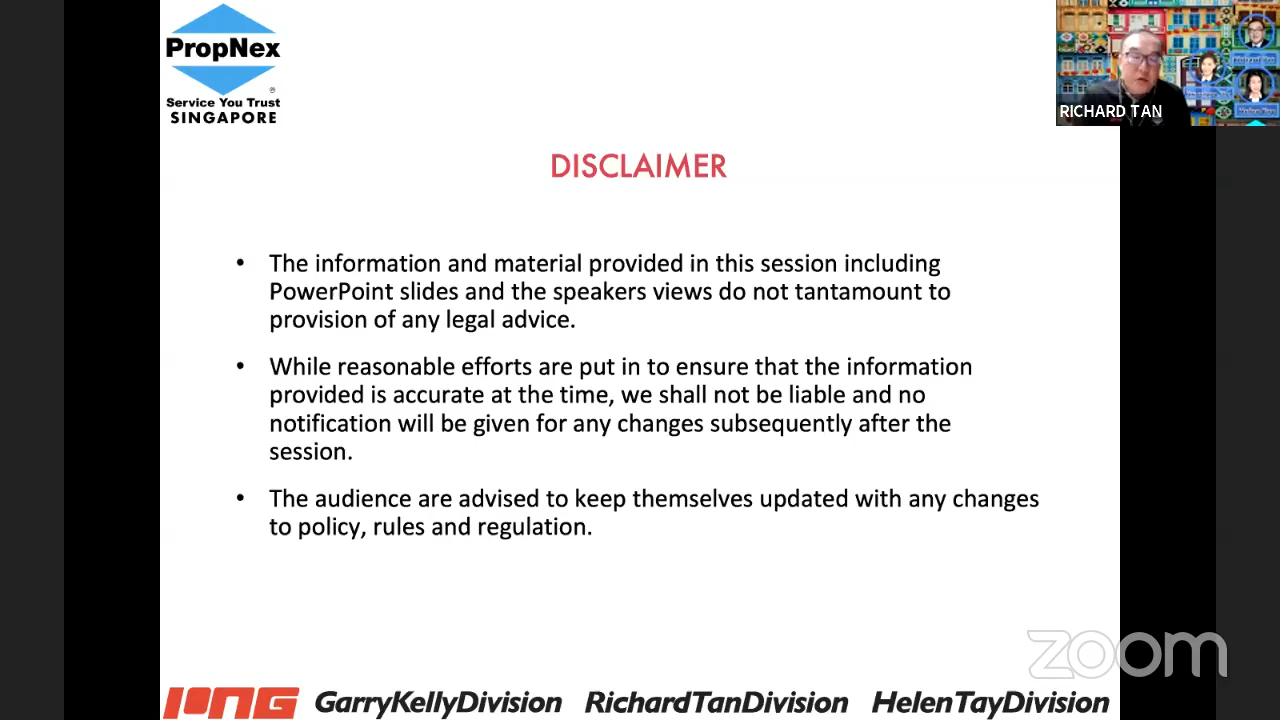 PropNex
®
Service You Trust
SINGAPORE
RICHARD TAN
DISCLAIMER
• The information and material provided in this session including
PowerPoint slides and the speakers views do not tantamount to
provision of any legal advice.
• While reasonable efforts are put in to ensure that the information
provided is accurate at the time, we shall not be liable and no
notification will be given for any changes subsequently after the
session.
• The audience are advised to keep themselves updated with any changes
to policy, rules and regulation.
zoom
PNG GarryKellyDivision RichardTanDivision HelenTayDivision